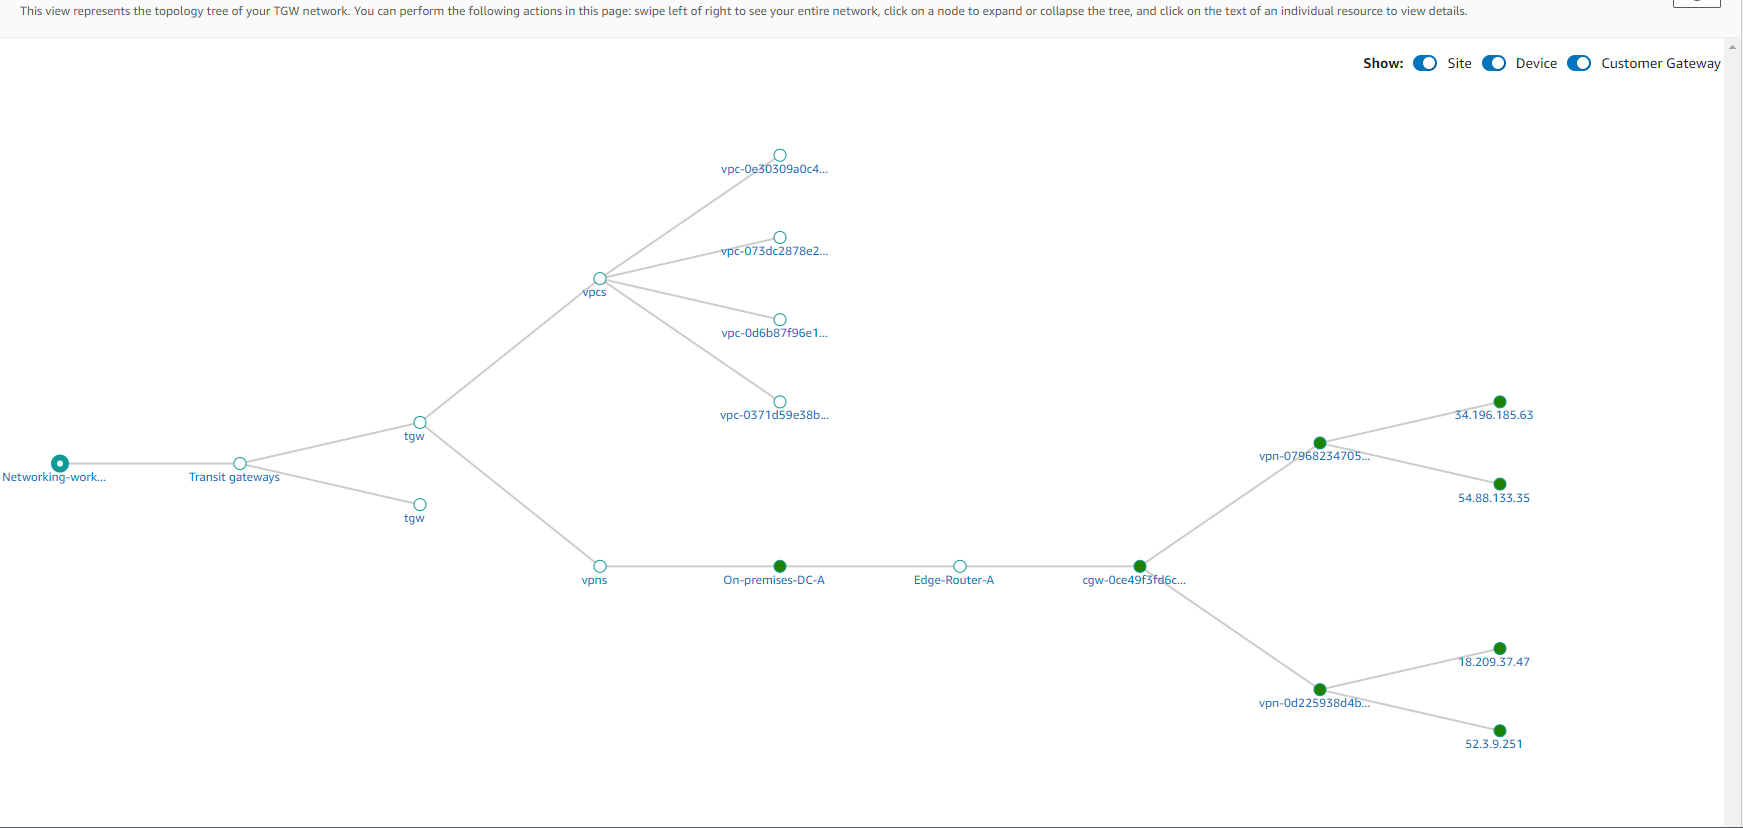 This view represents the topology tree of your TGW network. You can perform the following actions in this page: swipe left of right to see your entire network, click on a node to expand or collapse the tree, and click on the text of an individual resource to view details.
Show: Site Device Customer Gateway
vpc-0e30309a0c4...
vpc-073dc2878e2...
vpcs
vpc-0d6b87f96e1...
vpc-0371d59e38b...
34.196.185.63
tgw
vpn-07968234705...
Networking-work...
Transit gateways
54.88.133.35
tgw
vpns
On-premises-DC-A
Edge-Router-A
cgw-0ce49f3fd6c...
18.209.37.47
vpn-0d225938d4b...
52.3.9.251